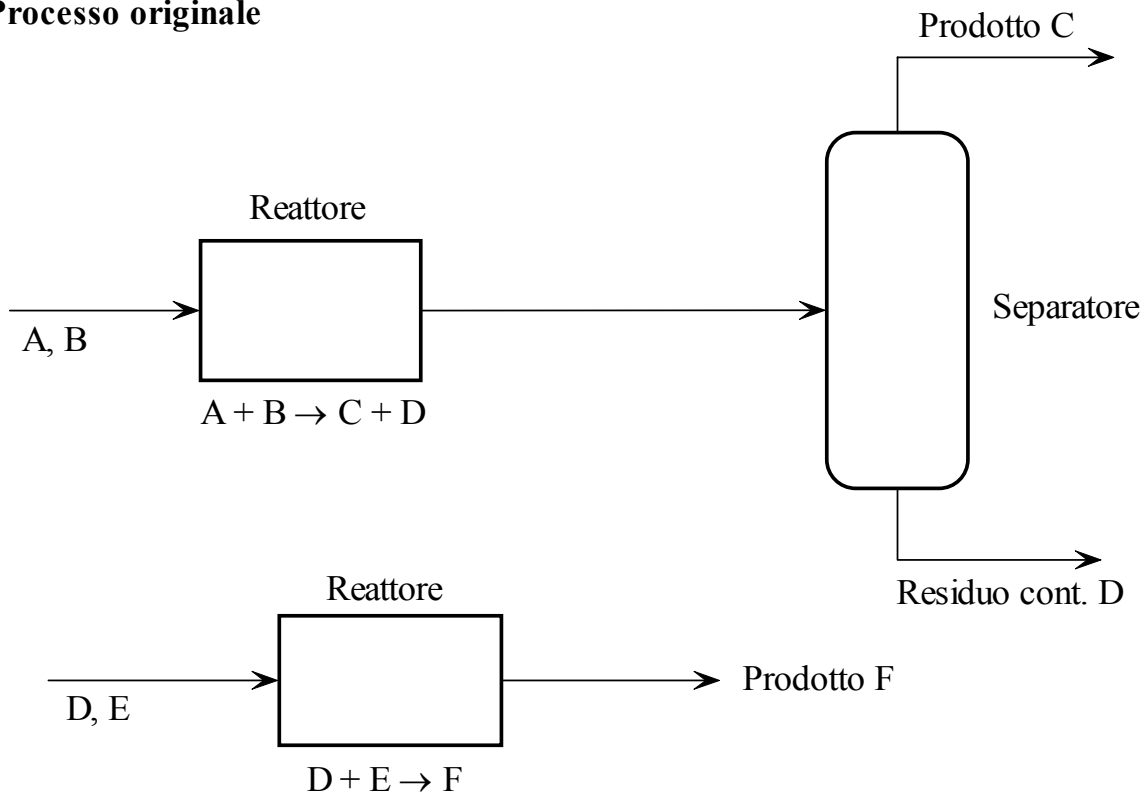 Processo originale
Prodotto C
Reattore
A, B
Separatore
A + B → C + D
Reattore
Residuo cont. D
D, E
Prodotto F
D + E → F